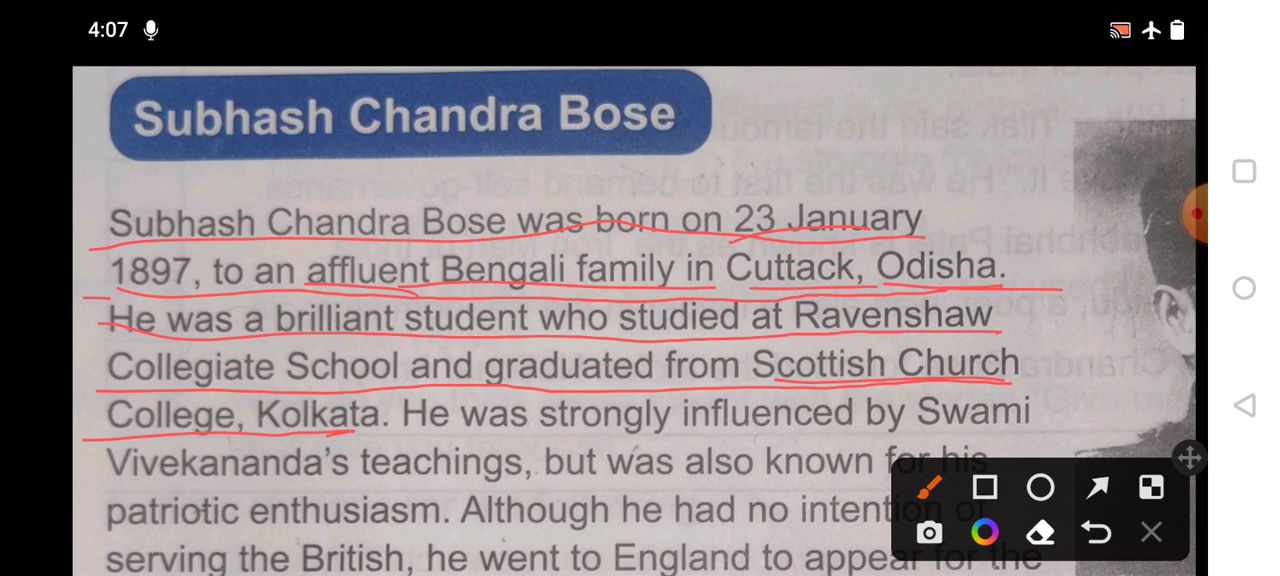 4:07
Subhash Chandra Bose
Subhash Chandra Bose was born on 23 January
1897, to an affluent Bengali family in Cuttack, Odisha.
He was a brilliant student who studied at Ravenshaw
Collegiate School and graduated from Scottish Church
College, Kolkata. He was strongly influenced by Swami
Vivekananda's teachings, but was also known for his
patriotic enthusiasm. Although he had no intention of
serving the British, he went to England to appear for the